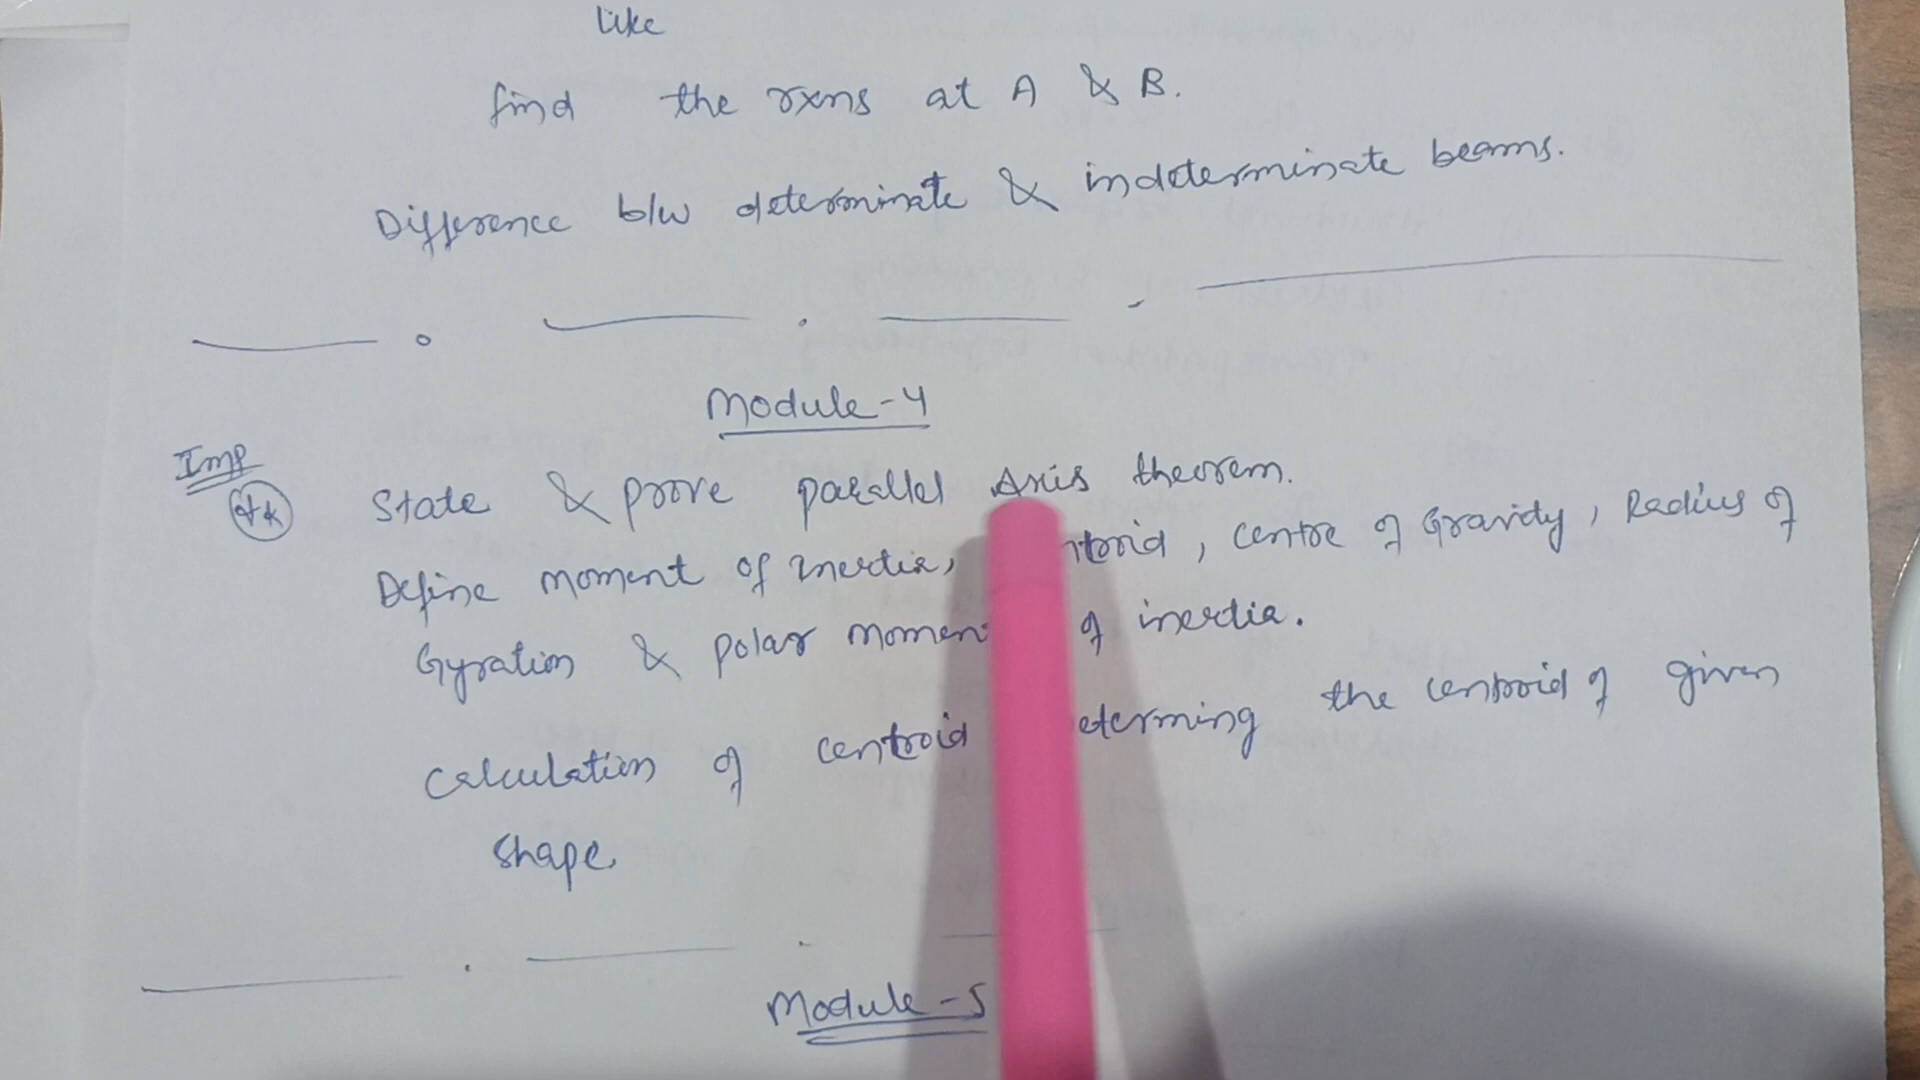 like
find the rxns at A & B.
Difference b/w determinate & indeterminate beams.
Module-4
Imp
State & prove parallel Axis theorem.
Define moment of inertia, ntroid, centre of Gravity, Radius of
Gyration & polar momen of inertia.
Calculation of centroid eterming the centroid of given
shape
Module-5